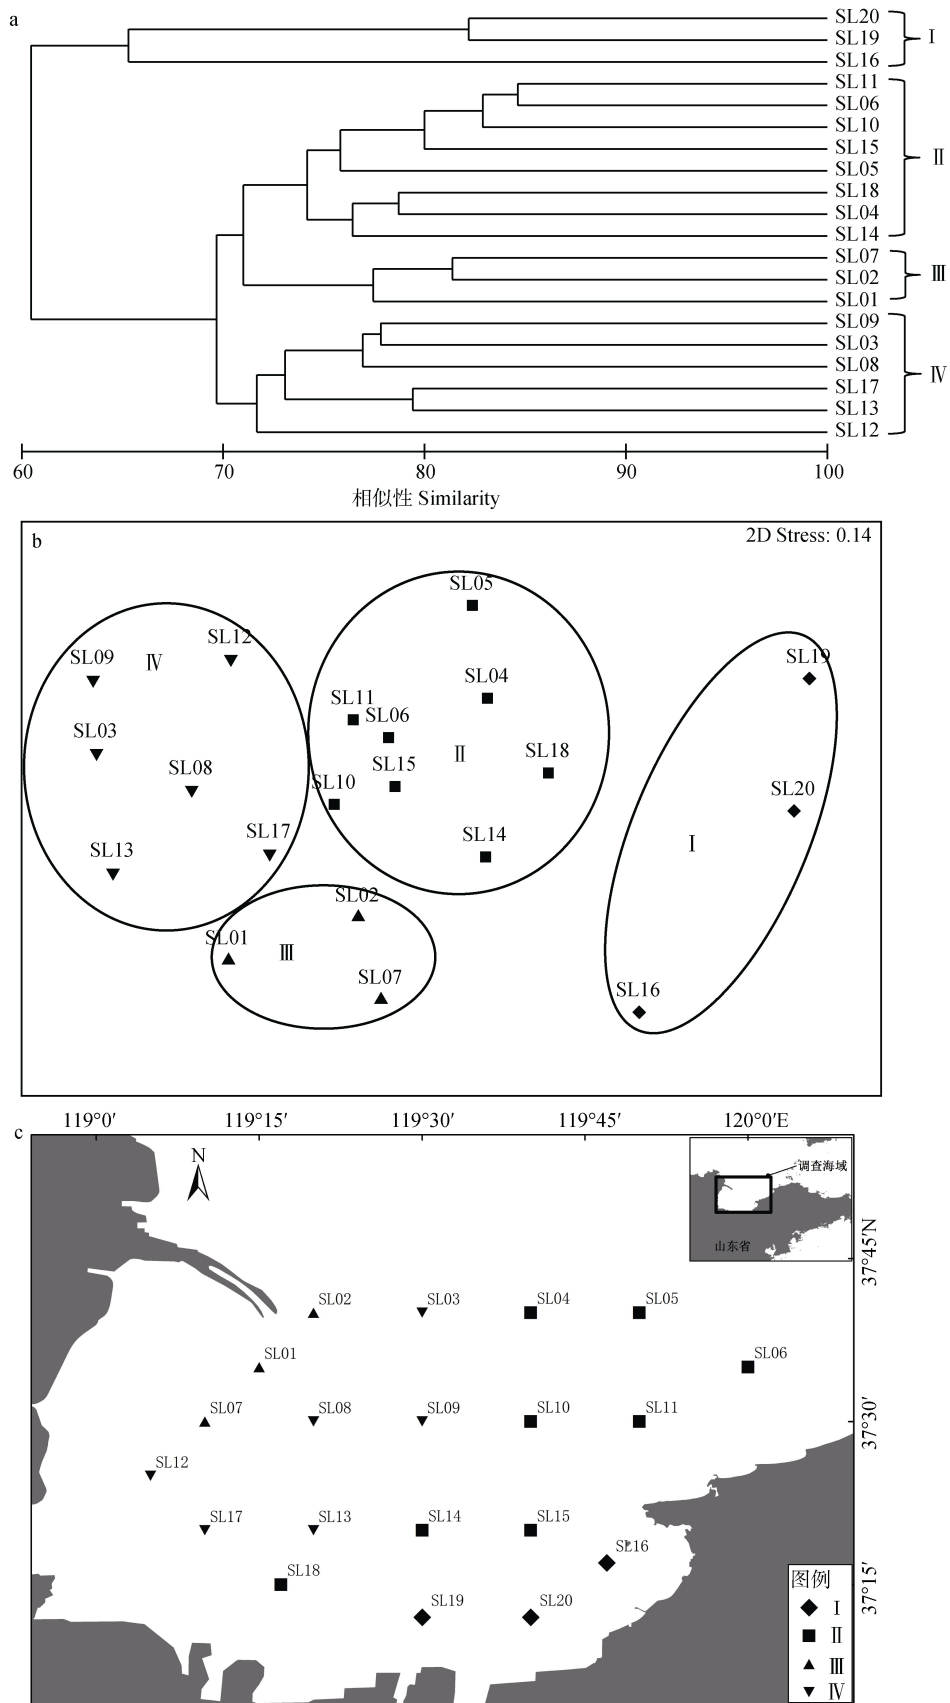 a
SL20
SL19
SL16
Ⅰ
SL11
SL06
SL10
SL15
SL05
SL18
SL04
SL14
Ⅱ
SL07
SL02
SL01
Ⅲ
SL09
SL03
SL08
SL17
SL13
SL12
Ⅳ
60 70 80 90 100
相似性 Similarity
b
2D Stress: 0.14
SL05
SL12
SL09
Ⅳ
SL19
SL04
SL11
SL06
SL03
Ⅱ
SL18
SL15
SL08
SL10
SL20
SL17
SL14
Ⅰ
SL13
SL02
SL01
Ⅲ
SL07
SL16
c
119°0′ 119°15′ 119°30′ 119°45′ 120°0′E
N
调查海域
山东省
37°45′N
SL02 SL03 SL04 SL05
SL01 SL06
SL07 SL08 SL09 SL10 SL11
37°30′
SL12
SL17 SL13 SL14 SL15
SL16
SL18
37°15′
SL19 SL20
图例
Ⅰ
Ⅱ
Ⅲ
Ⅳ